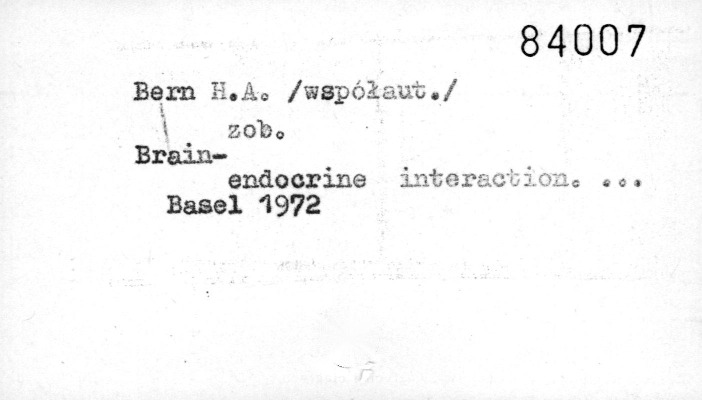 84007
Bern H.A. /współaut./
zob.
Brain-
endocrine interaction. ...
Basel 1972